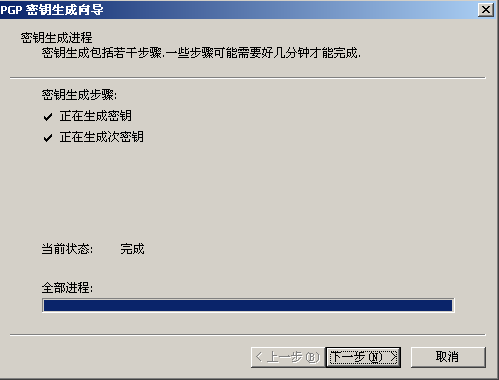 PGP 密钥生成向导
密钥生成进程
密钥生成包括若干步骤.一些步骤可能需要好几分钟才能完成.
密钥生成步骤:
正在生成密钥
正在生成次密钥
当前状态: 完成
全部进程:
< 上一步(B) 下一步(N) > 取消